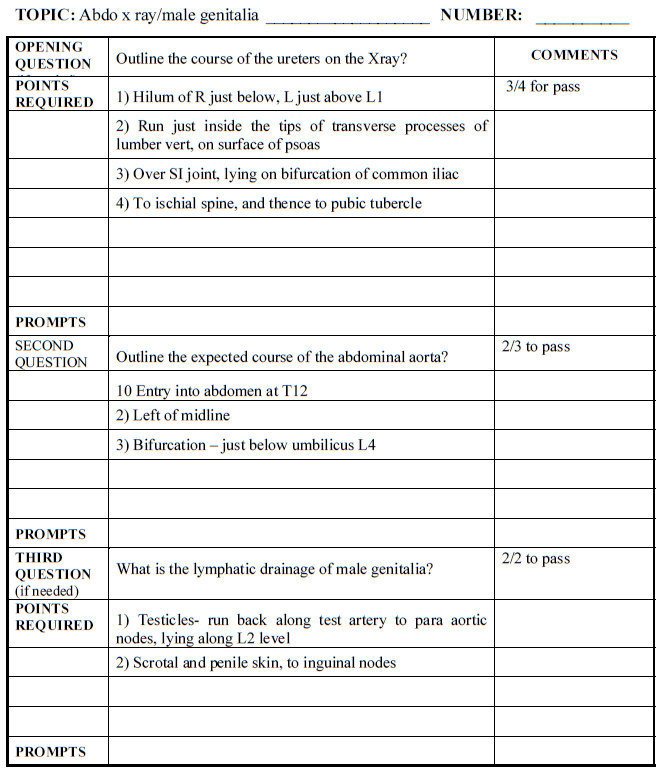 TOPIC: Abdo x ray/male genitalia ____________________ NUMBER: ___________
OPENING QUESTION
Outline the course of the ureters on the Xray?
COMMENTS
POINTS REQUIRED
1) Hilum of R just below, L just above L1
3/4 for pass
2) Run just inside the tips of transverse processes of
lumber vert, on surface of psoas
3) Over SI joint, lying on bifurcation of common iliac
4) To ischial spine, and thence to pubic tubercle
PROMPTS
SECOND QUESTION
Outline the expected course of the abdominal aorta?
2/3 to pass
10 Entry into abdomen at T12
2) Left of midline
3) Bifurcation – just below umbilicus L4
PROMPTS
THIRD QUESTION (if needed)
What is the lymphatic drainage of male genitalia?
2/2 to pass
POINTS REQUIRED
1) Testicles- run back along test artery to para aortic
nodes, lying along L2 level
2) Scrotal and penile skin, to inguinal nodes
PROMPTS